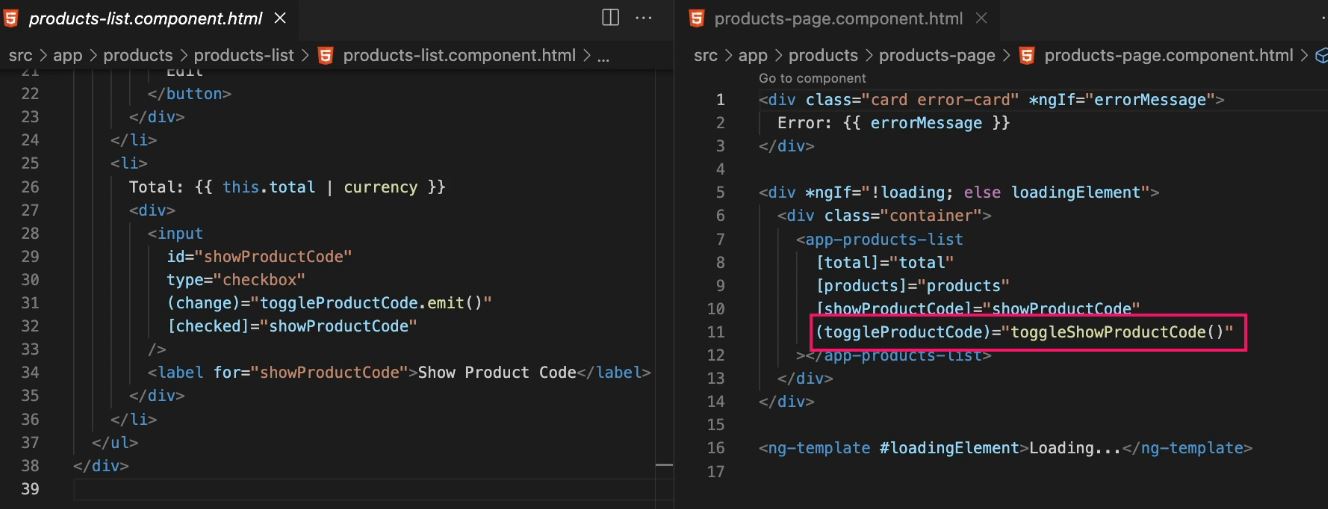 products-list.component.html
src > app > products > products-list > products-list.component.html > ...
21 Edit
22 </button>
23 </div>
24 </li>
25 <li>
26 Total: {{ this.total | currency }}
27 <div>
28 <input
29 id="showProductCode"
30 type="checkbox"
31 (change)="toggleProductCode.emit()"
32 [checked]="showProductCode"
33 />
34 <label for="showProductCode">Show Product Code</label>
35 </div>
36 </li>
37 </ul>
38 </div>
39
products-page.component.html
src > app > products > products-page > products-page.component.html >
Go to component
1 <div class="card error-card" *ngIf="errorMessage">
2 Error: {{ errorMessage }}
3 </div>
4
5 <div *ngIf="!loading; else loadingElement">
6 <div class="container">
7 <app-products-list
8 [total]="total"
9 [products]="products"
10 [showProductCode]="showProductCode"
11 (toggleProductCode)="toggleShowProductCode()"
12 ></app-products-list>
13 </div>
14 </div>
15
16 <ng-template #loadingElement>Loading...</ng-template>
17